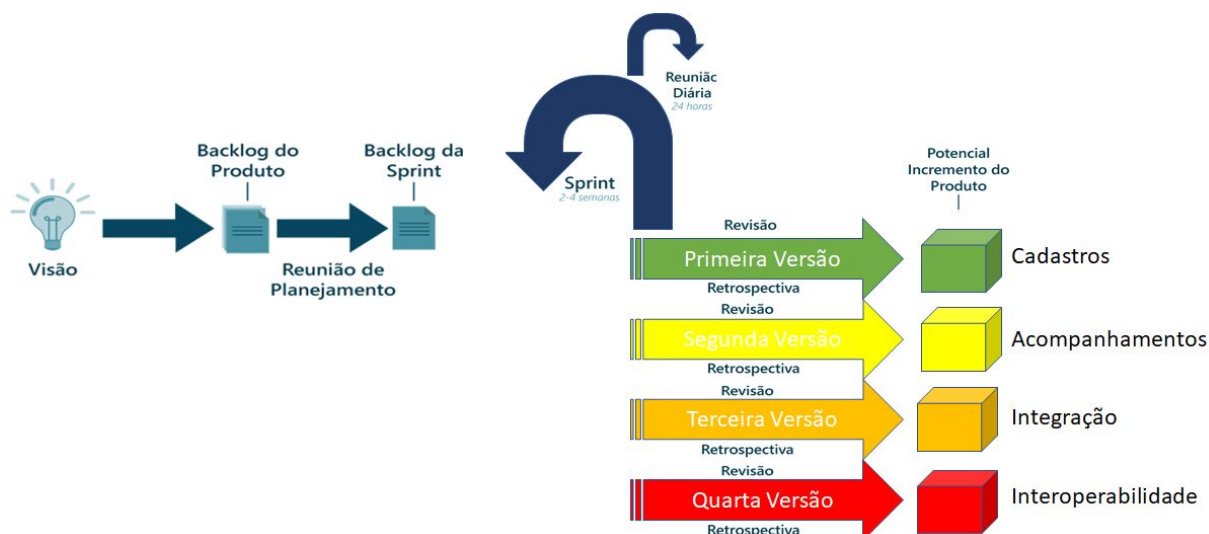 Visão
Backlog do
Produto
Reunião de
Planejamento
Backlog da
Sprint
Sprint
2-4 semanas
Reuniãc
Diária
24 horas
Potencial
Incremento do
Produto
Revisão
Primeira Versão
Retrospectiva
Cadastros
Revisão
Segunda Versão
Retrospectiva
Acompanhamentos
Revisão
Terceira Versão
Retrospectiva
Integração
Revisão
Quarta Versão
Retrospectiva
Interoperabilidade